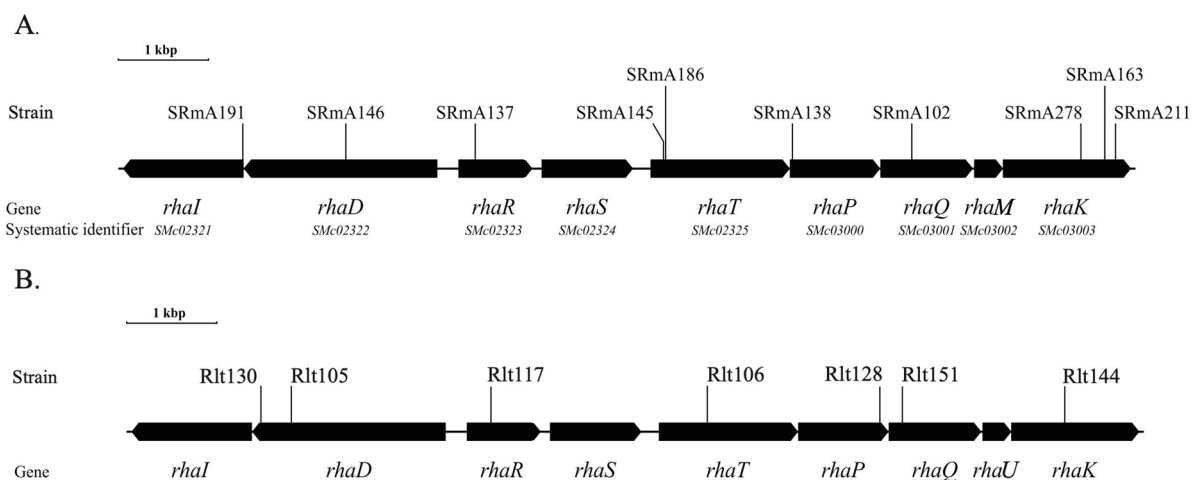 A.
1 kbp
SRmA186 SRmA163
Strain SRmA191 SRmA146 SRmA137 SRmA145 SRmA138 SRmA102 SRmA278 SRmA211
Gene rhaI rhaD rhaR rhaS rhaT rhaP rhaQ rhaM rhaK
Systematic identifier SMc02321 SMc02322 SMc02323 SMc02324 SMc02325 SMc03000 SMc03001 SMc03002 SMc03003
B.
1 kbp
Strain Rlt130 Rlt105 Rlt117 Rlt106 Rlt128 Rlt151 Rlt144
Gene rhaI rhaD rhaR rhaS rhaT rhaP rhaQ rhaU rhaK